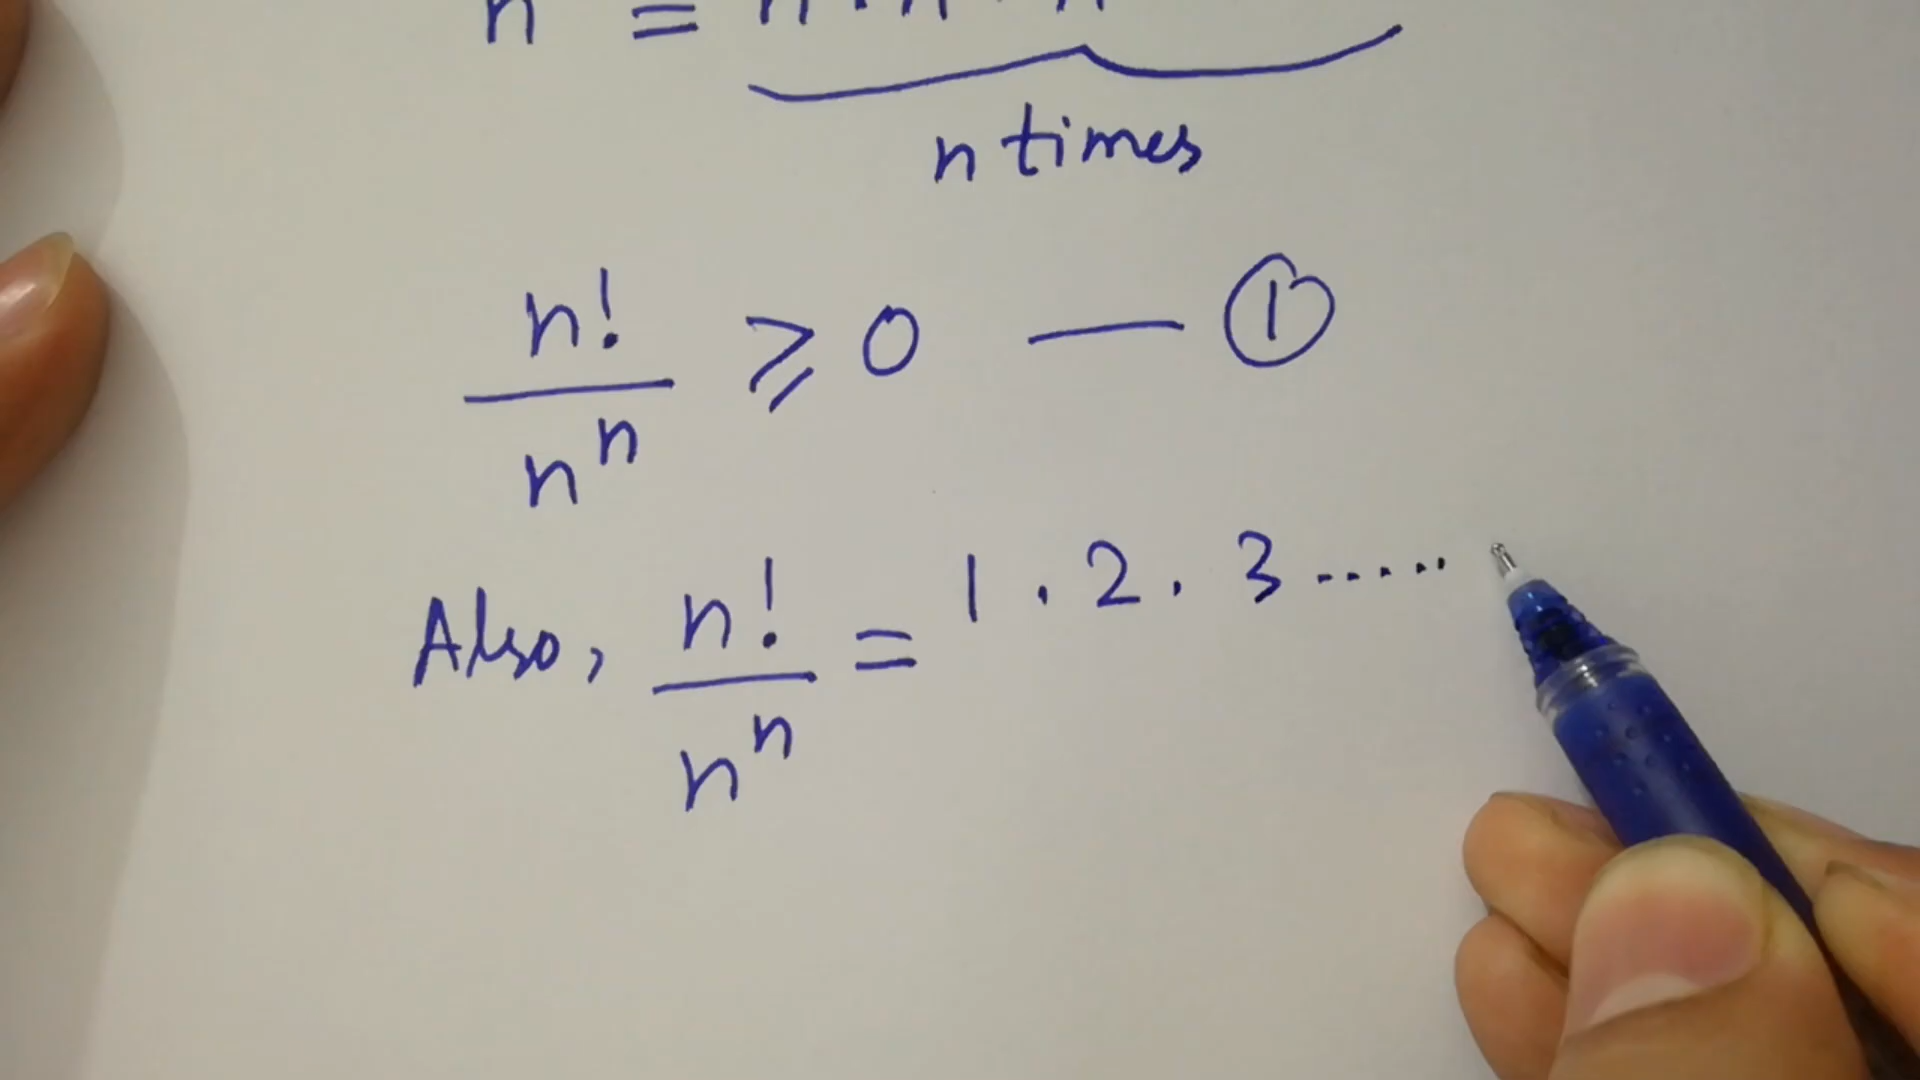 n = n . n . n
n times
n!/n^n ⩾ 0 — ①
Also, n!/n^n = 1 . 2 . 3 .....